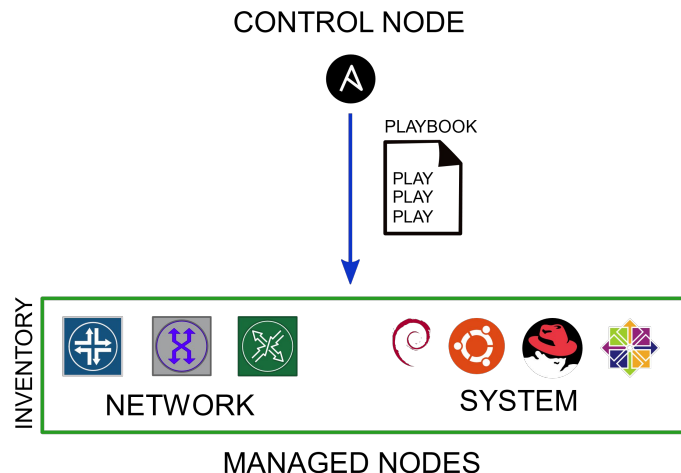 CONTROL NODE
PLAYBOOK
PLAY
PLAY
PLAY
INVENTORY
NETWORK
SYSTEM
MANAGED NODES